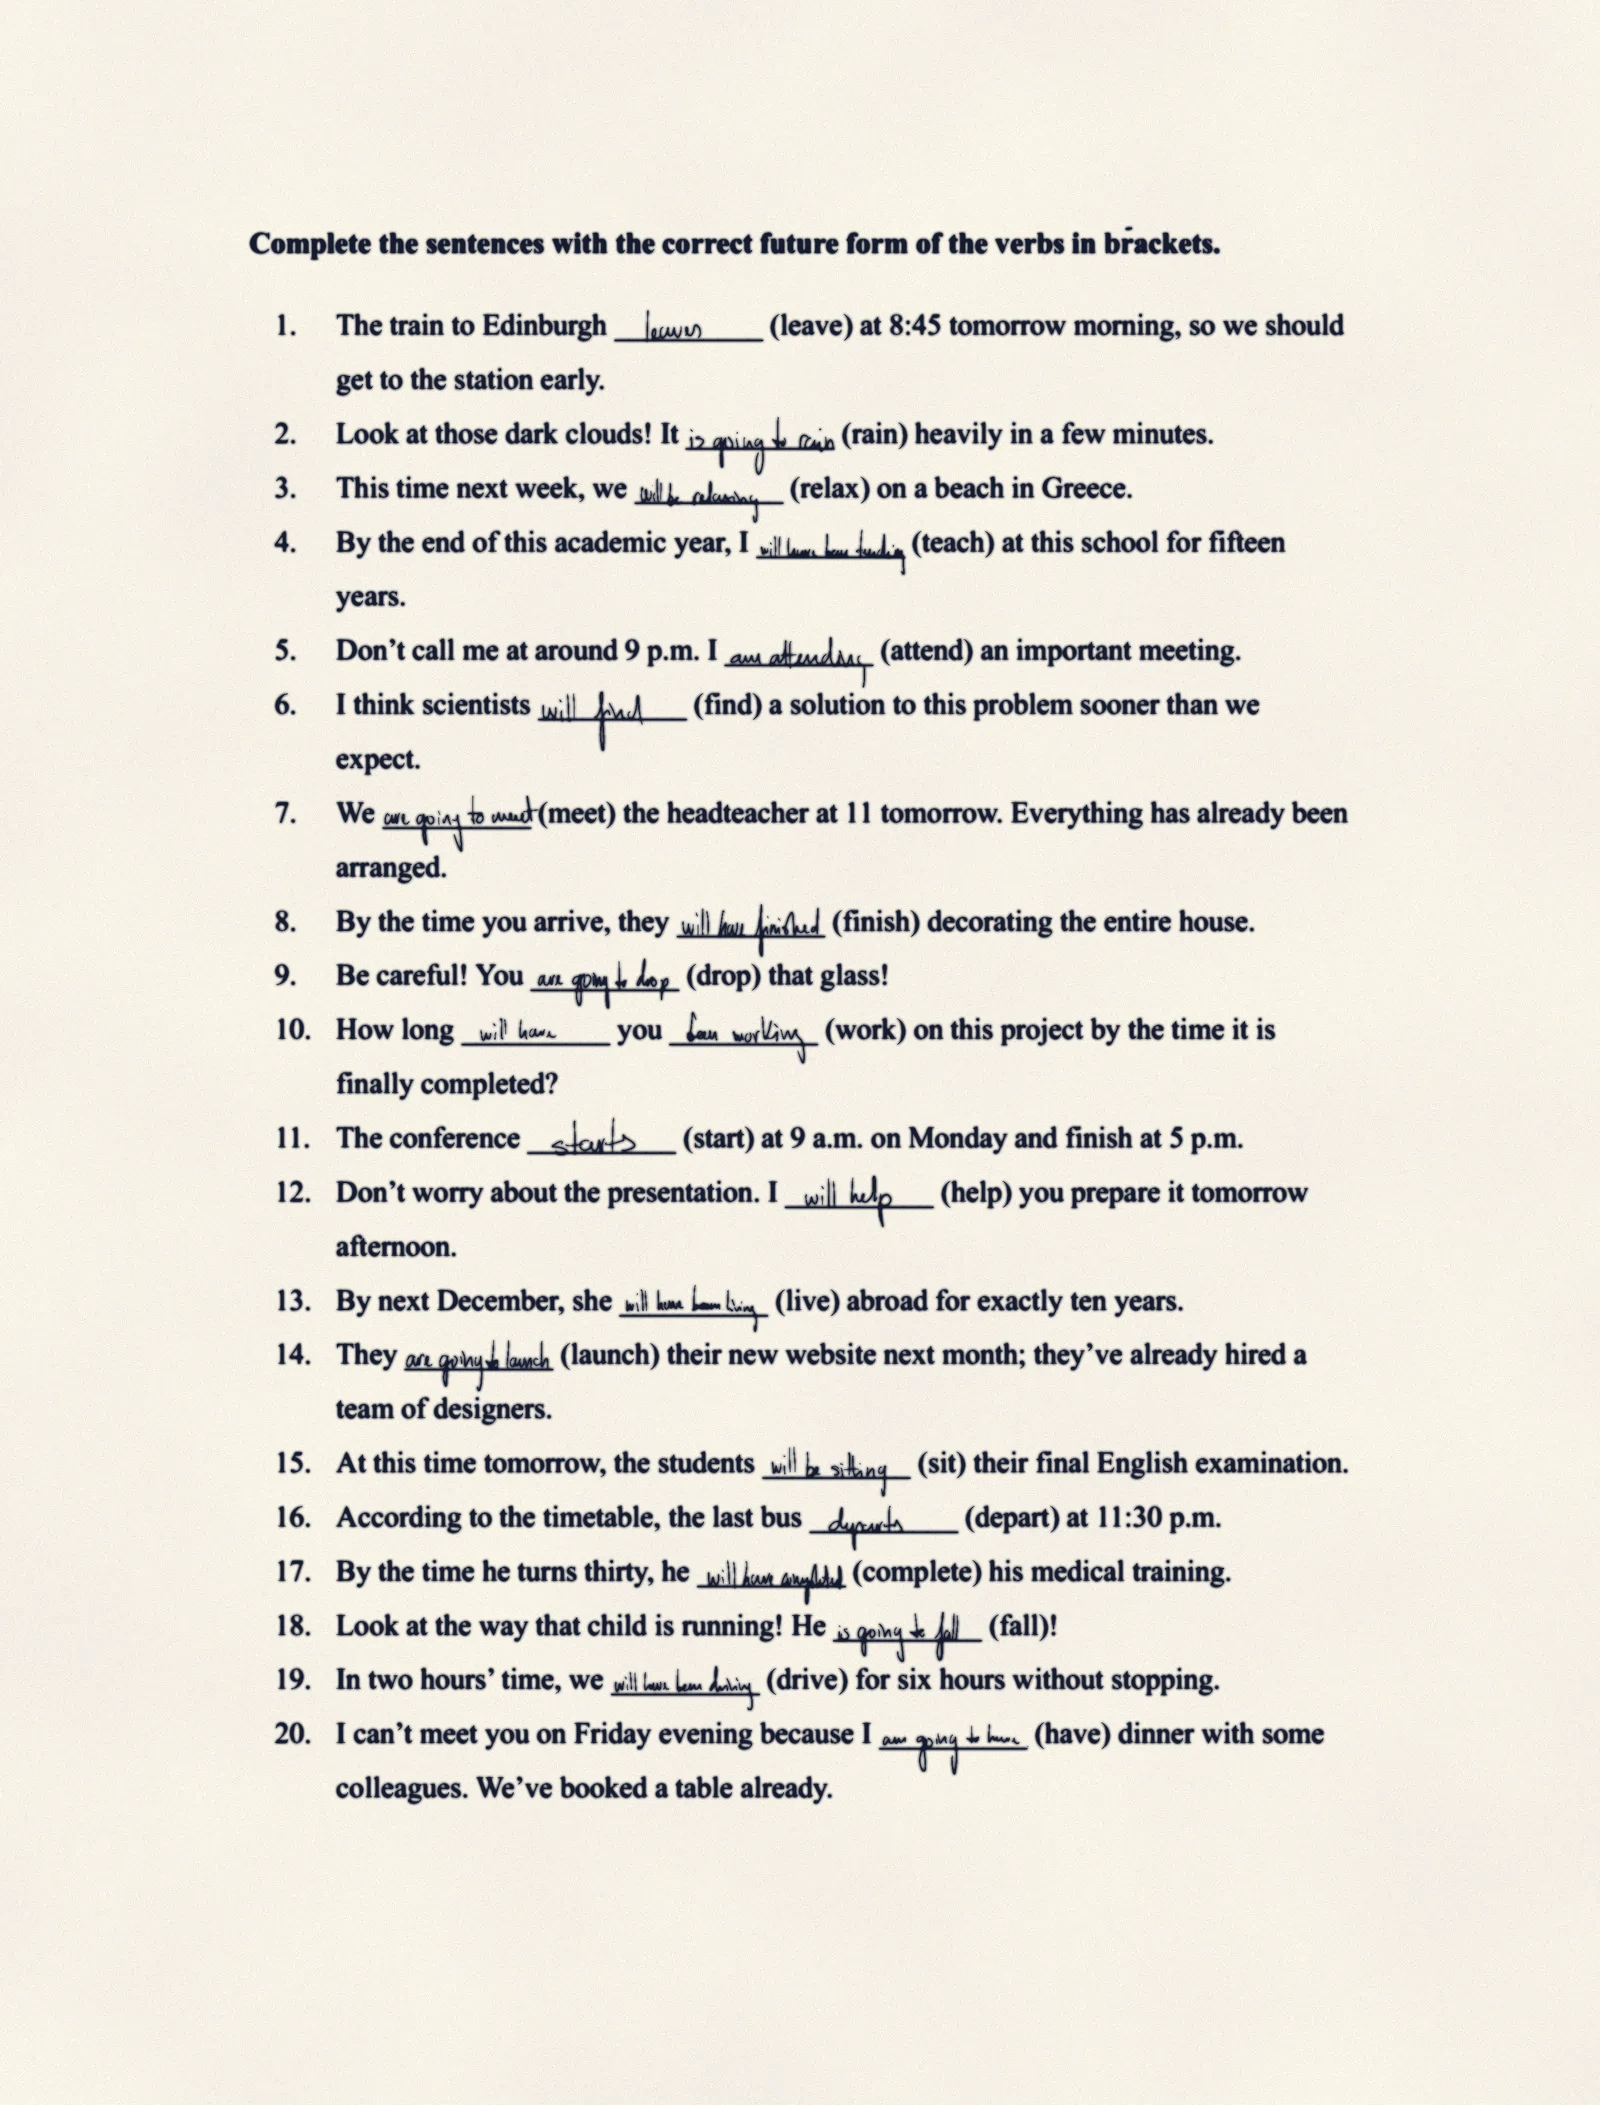 Complete the sentences with the correct future form of the verbs in brackets.
1. The train to Edinburgh leaves (leave) at 8:45 tomorrow morning, so we should
get to the station early.
2. Look at those dark clouds! It is going to rain (rain) heavily in a few minutes.
3. This time next week, we will be relaxing (relax) on a beach in Greece.
4. By the end of this academic year, I will have been teaching (teach) at this school for fifteen
years.
5. Don’t call me at around 9 p.m. I am attending (attend) an important meeting.
6. I think scientists will find (find) a solution to this problem sooner than we
expect.
7. We are going to meet (meet) the headteacher at 11 tomorrow. Everything has already been
arranged.
8. By the time you arrive, they will have finished (finish) decorating the entire house.
9. Be careful! You are going to drop (drop) that glass!
10. How long will have you been working (work) on this project by the time it is
finally completed?
11. The conference starts (start) at 9 a.m. on Monday and finish at 5 p.m.
12. Don’t worry about the presentation. I will help (help) you prepare it tomorrow
afternoon.
13. By next December, she will have been living (live) abroad for exactly ten years.
14. They are going to launch (launch) their new website next month; they’ve already hired a
team of designers.
15. At this time tomorrow, the students will be sitting (sit) their final English examination.
16. According to the timetable, the last bus departs (depart) at 11:30 p.m.
17. By the time he turns thirty, he will have completed (complete) his medical training.
18. Look at the way that child is running! He is going to fall (fall)!
19. In two hours’ time, we will have been driving (drive) for six hours without stopping.
20. I can’t meet you on Friday evening because I am going to have (have) dinner with some
colleagues. We’ve booked a table already.